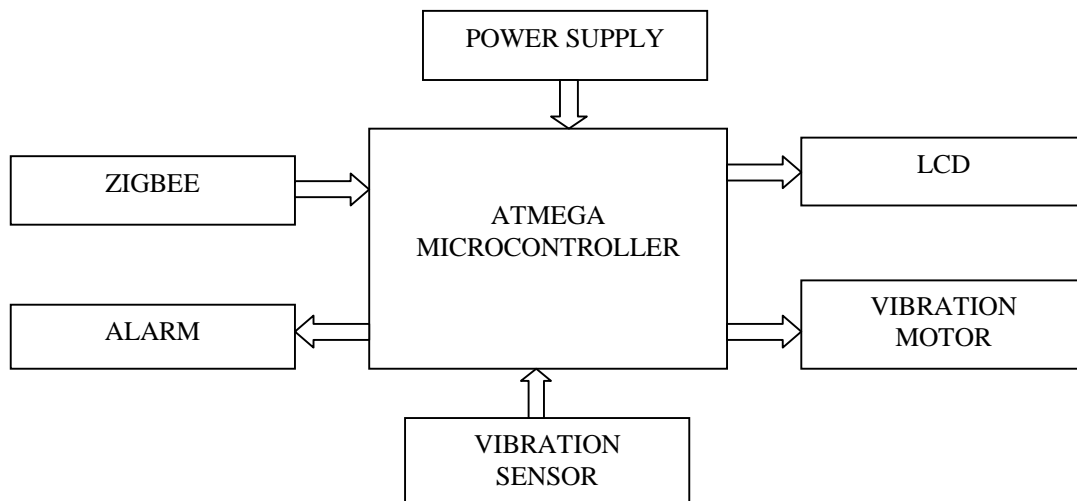 POWER SUPPLY
ZIGBEE
LCD
ATMEGA
MICROCONTROLLER
ALARM
VIBRATION
MOTOR
VIBRATION
SENSOR